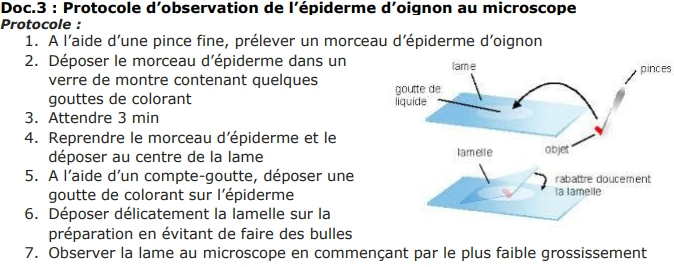 Doc.3 : Protocole d’observation de l’épiderme d’oignon au microscope
Protocole :
1. A l’aide d’une pince fine, prélever un morceau d’épiderme d’oignon
2. Déposer le morceau d’épiderme dans un
verre de montre contenant quelques
gouttes de colorant
3. Attendre 3 min
4. Reprendre le morceau d’épiderme et le
déposer au centre de la lame
5. A l’aide d’un compte-goutte, déposer une
goutte de colorant sur l’épiderme
6. Déposer délicatement la lamelle sur la
préparation en évitant de faire des bulles
7. Observer la lame au microscope en commençant par le plus faible grossissement
lame
pinces
goutte de
liquide
objet
lamelle
rabattre doucement
la lamelle